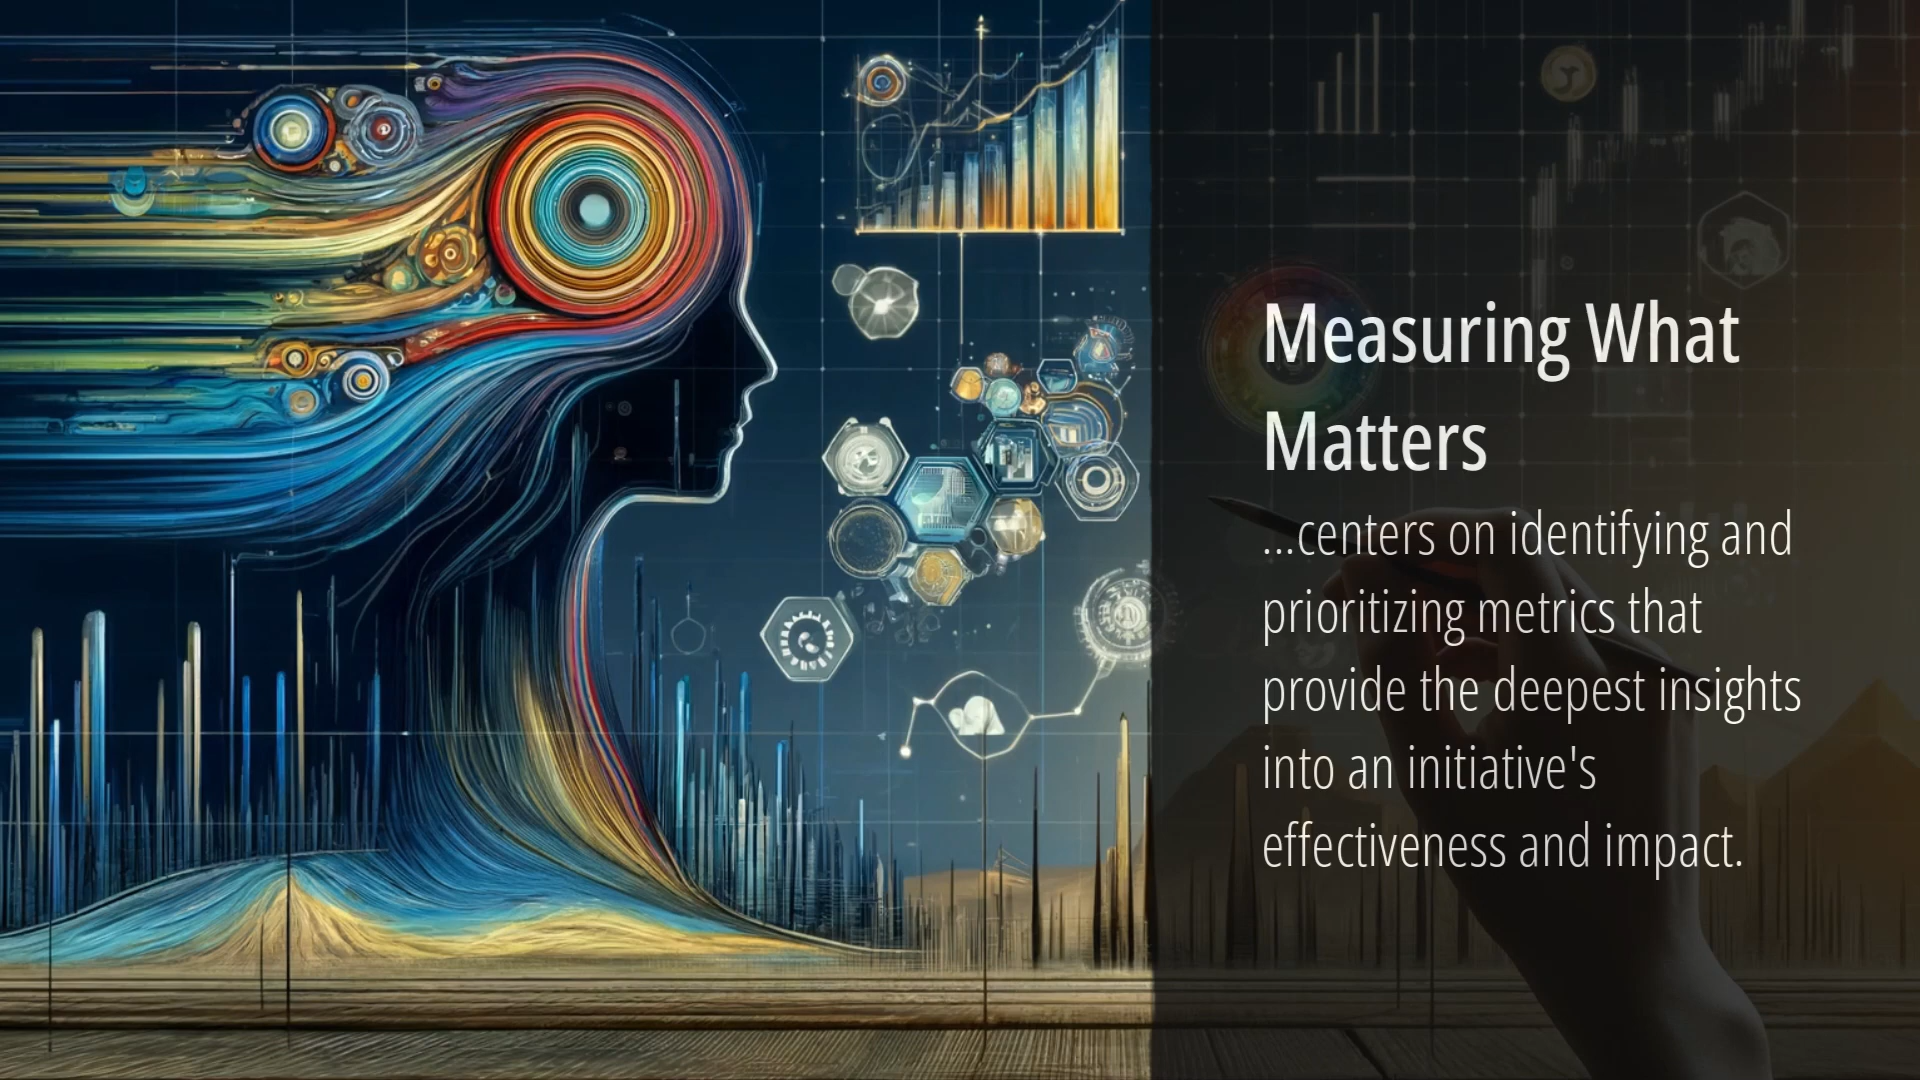 Measuring What
Matters
...centers on identifying and
prioritizing metrics that
provide the deepest insights
into an initiative's
effectiveness and impact.